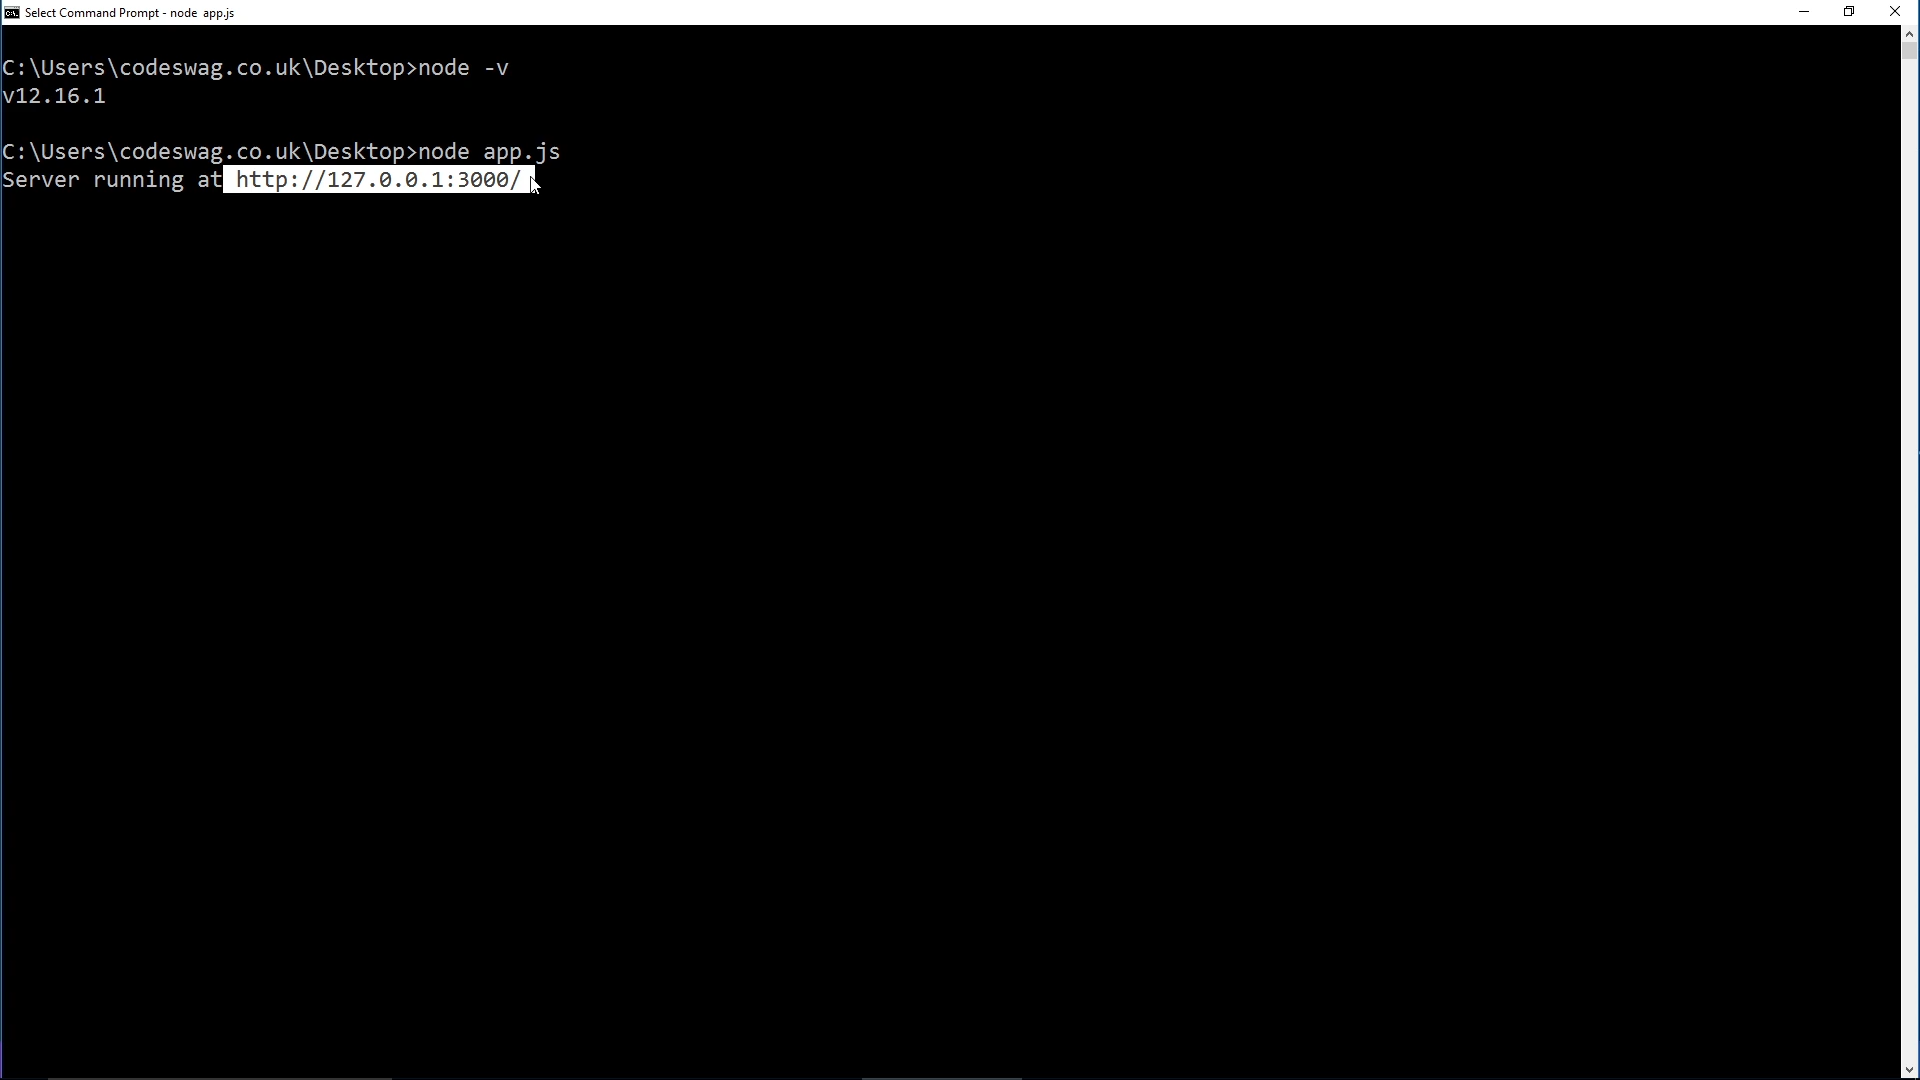 Select Command Prompt - node  app.js
C:\Users\codeswag.co.uk\Desktop>node -v
v12.16.1
C:\Users\codeswag.co.uk\Desktop>node app.js
Server running at http://127.0.0.1:3000/